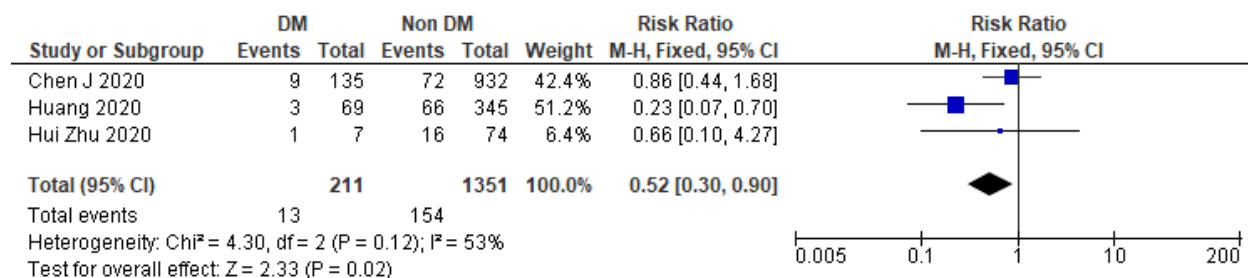 DM Non DM Risk Ratio Risk Ratio
Study or Subgroup Events Total Events Total Weight M-H, Fixed, 95% CI M-H, Fixed, 95% CI
Chen J 2020 9 135 72 932 42.4% 0.86 [0.44, 1.68]
Huang 2020 3 69 66 345 51.2% 0.23 [0.07, 0.70]
Hui Zhu 2020 1 7 16 74 6.4% 0.66 [0.10, 4.27]
Total (95% CI) 211 1351 100.0% 0.52 [0.30, 0.90]
Total events 13 154
Heterogeneity: Chi² = 4.30, df = 2 (P = 0.12); I² = 53%
Test for overall effect: Z = 2.33 (P = 0.02)
0.005 0.1 1 10 200